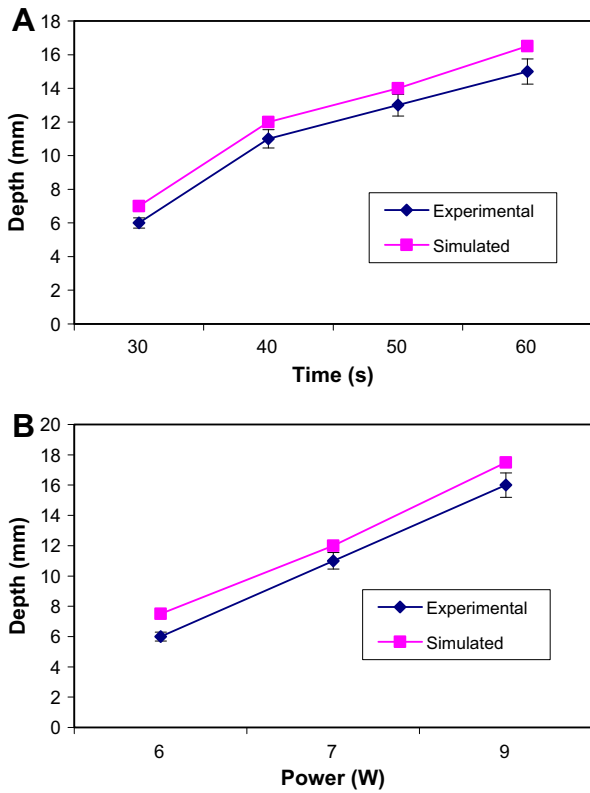 A
18
16
14
12
10
8
6
4
2
0
Depth (mm)
Experimental
Simulated
30 40 50 60
Time (s)
B
20
18
16
14
12
10
8
6
4
2
0
Depth (mm)
Experimental
Simulated
6 7 9
Power (W)